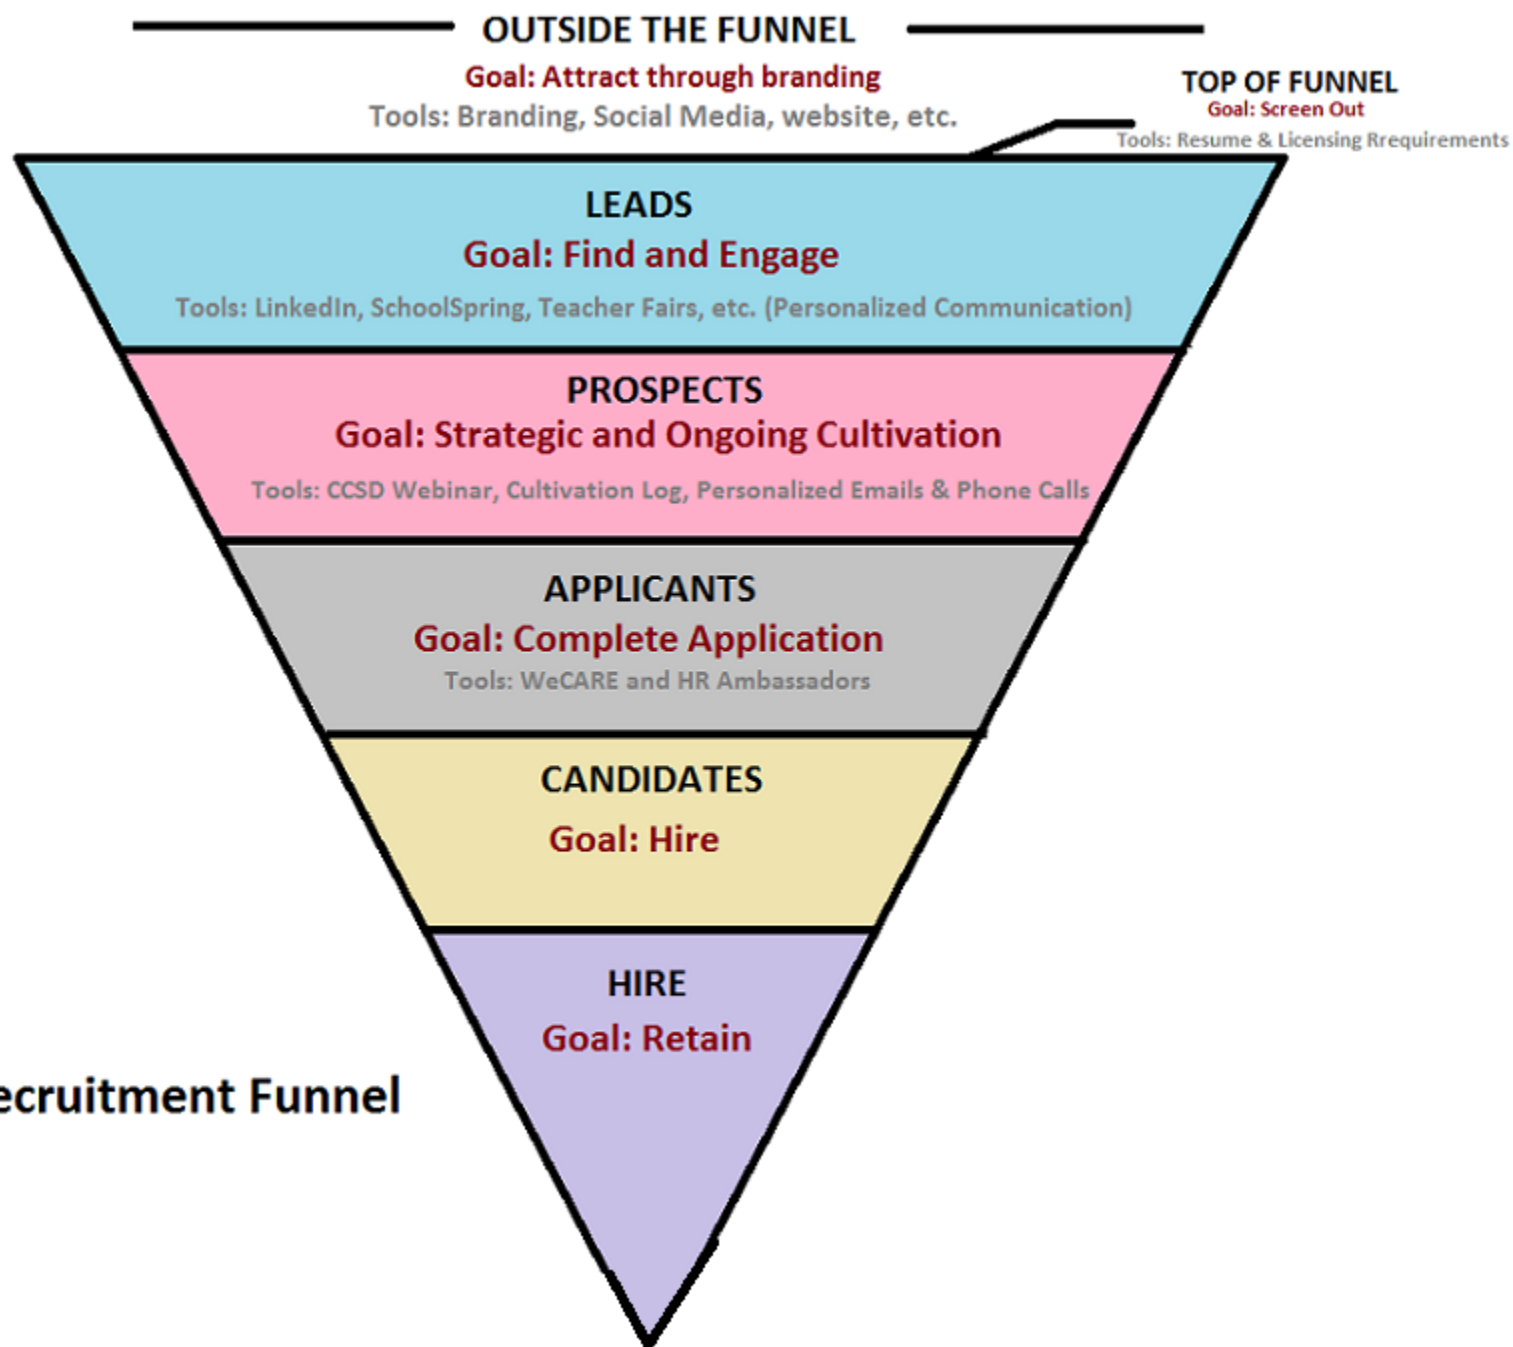 OUTSIDE THE FUNNEL
Goal: Attract through branding
Tools: Branding, Social Media, website, etc.
TOP OF FUNNEL
Goal: Screen Out
Tools: Resume & Licensing Rrequirements
LEADS
Goal: Find and Engage
Tools: LinkedIn, SchoolSpring, Teacher Fairs, etc. (Personalized Communication)
PROSPECTS
Goal: Strategic and Ongoing Cultivation
Tools: CCSD Webinar, Cultivation Log, Personalized Emails & Phone Calls
APPLICANTS
Goal: Complete Application
Tools: WeCARE and HR Ambassadors
CANDIDATES
Goal: Hire
HIRE
Goal: Retain
ecruitment Funnel